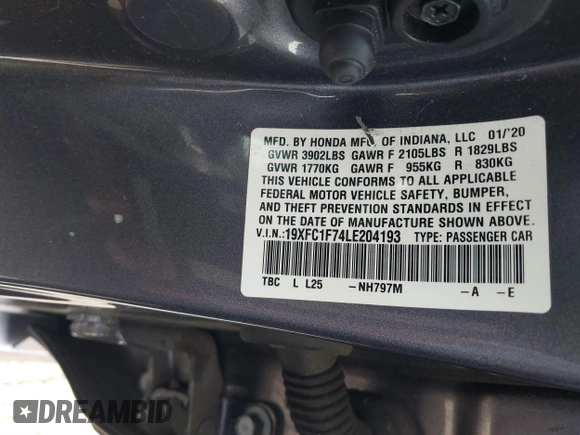 MFD. BY HONDA MFG OF INDIANA, LLC 01/'20
GVWR 3902LBS GAWR F 2105LBS R 1829LBS
GVWR 1770KG GAWR F 955KG R 830KG
THIS VEHICLE CONFORMS TO ALL APPLICABLE
FEDERAL MOTOR VEHICLE SAFETY, BUMPER,
AND THEFT PREVENTION STANDARDS IN EFFECT
ON THE DATE OF MANUFACTURE SHOWN ABOVE.
V.I.N.:19XFC1F74LE204193 TYPE: PASSENGER CAR
TBC L L25 -NH797M -A -E
DREAMBID